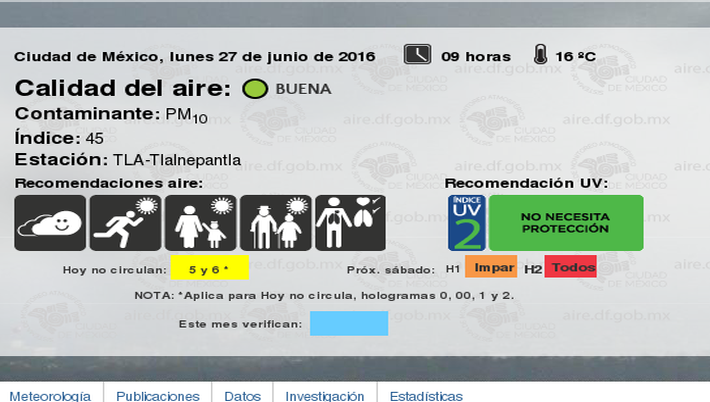 Ciudad de México, lunes 27 de junio de 2016 09 horas 16 ºC
Calidad del aire: BUENA
Contaminante: PM10
Índice: 45
Estación: TLA-Tlalnepantla
Recomendaciones aire: Recomendación UV:
ÍNDICE
UV
2
NO NECESITA
PROTECCIÓN
Hoy no circulan: 5 y 6 * Próx. sábado: H1 Impar H2 Todos
NOTA: *Aplica para Hoy no circula, hologramas 0, 00, 1 y 2.
Este mes verifican:
Meteorología Publicaciones Datos Investigación Estadísticas
aire.df.gob.mx
CIUDAD
DE MÉXICO